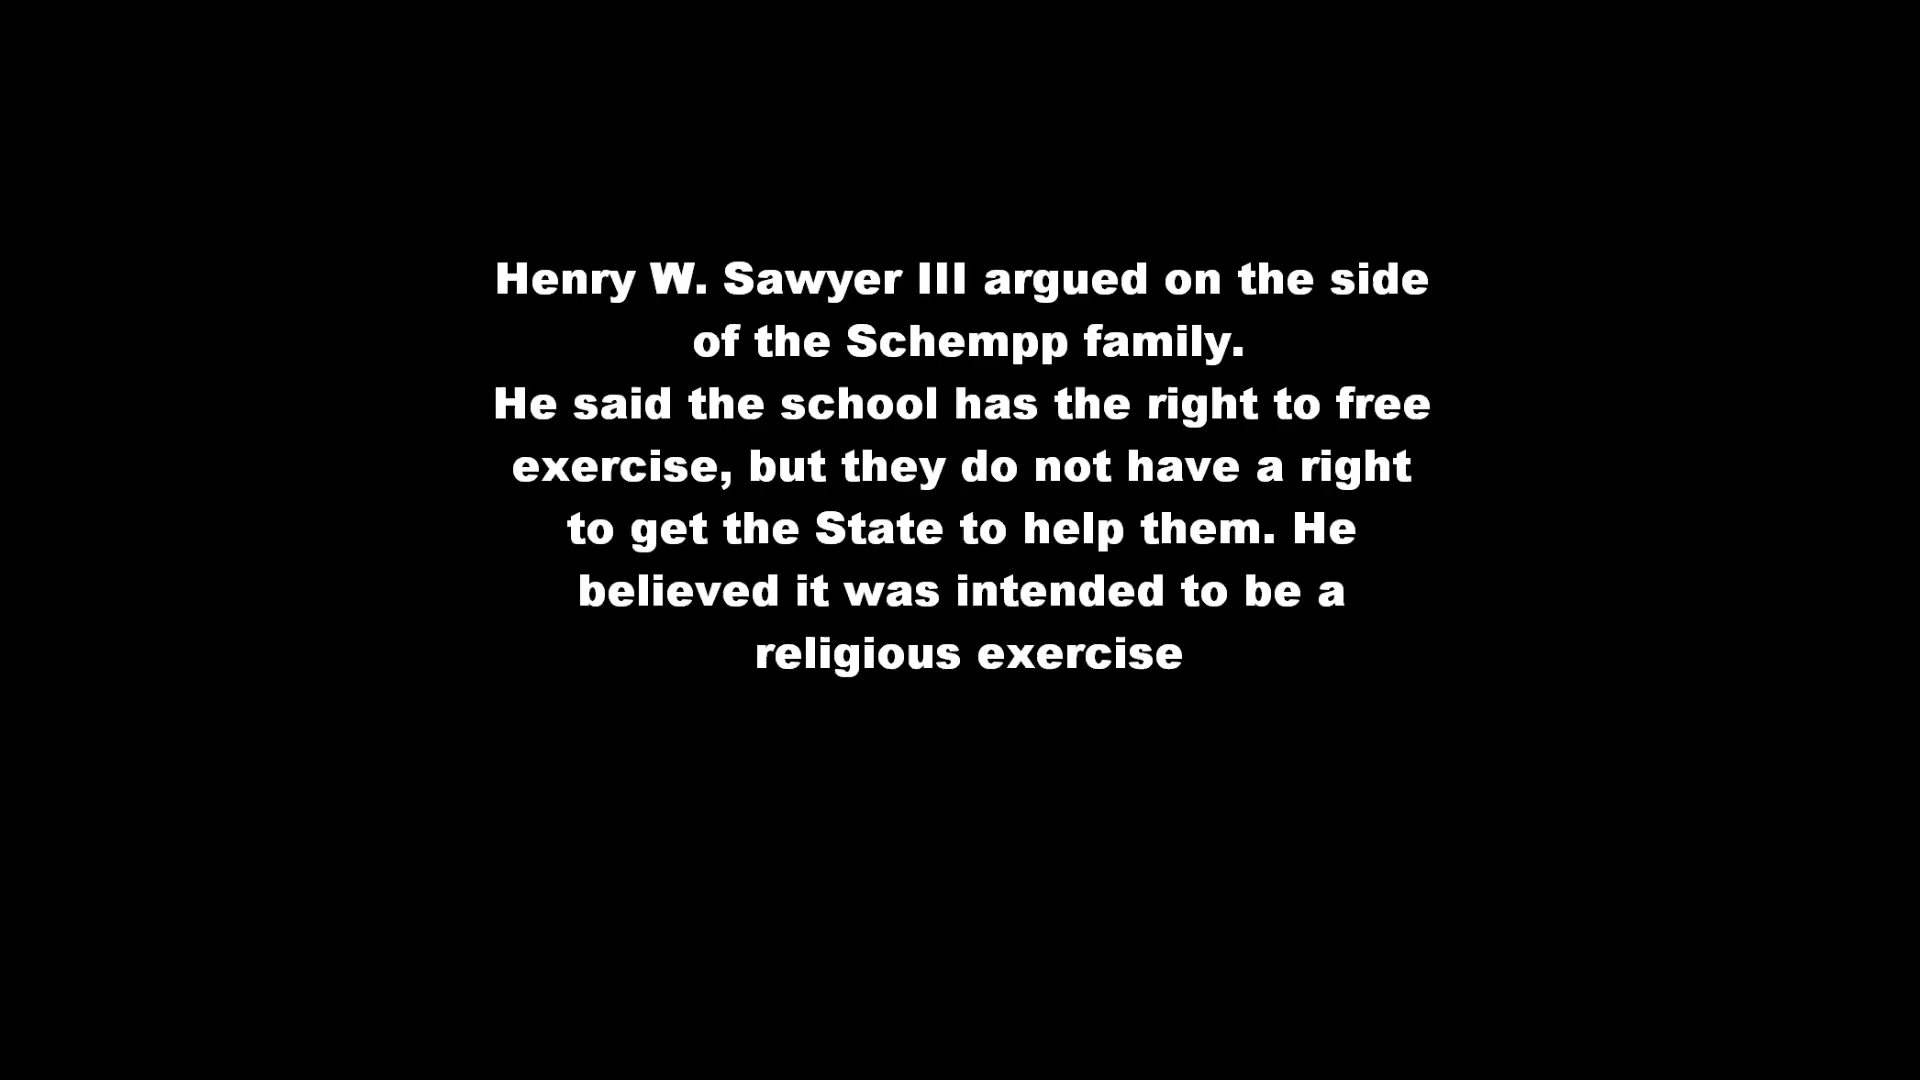 Henry W. Sawyer III argued on the side
of the Schempp family.
He said the school has the right to free
exercise, but they do not have a right
to get the State to help them. He
believed it was intended to be a
religious exercise